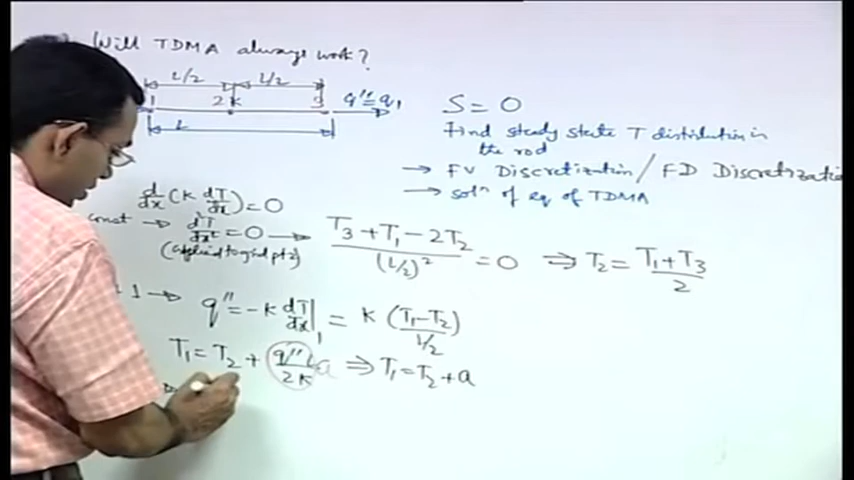 Will TDMA always work?
L/2 L/2
1 2 K 3 q''=q₁
L
S = 0
Find steady state T distribution in
the rod
→ FV Discretization / FD Discretizatio
→ solⁿ of eq of TDMA
d/dx (K dT/dx) = 0
const → d²T/dx² = 0 → (T₃ + T₁ − 2T₂)/(L/2)² = 0 ⇒ T₂ = (T₁ + T₃)/2
(applied to grid pt 2)
1 → q'' = −K dT/dx|₁ = K (T₁−T₂)/(L/2)
T₁ = T₂ + q''L/2K a ⇒ T₁ = T₂ + a